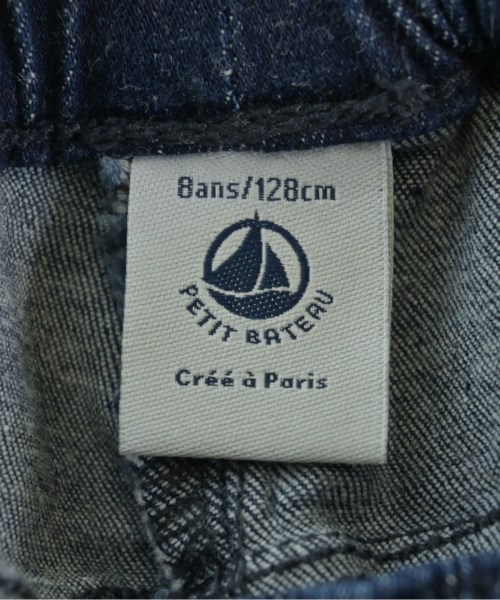 8ans/128cm
PETIT BATEAU
Créé à Paris